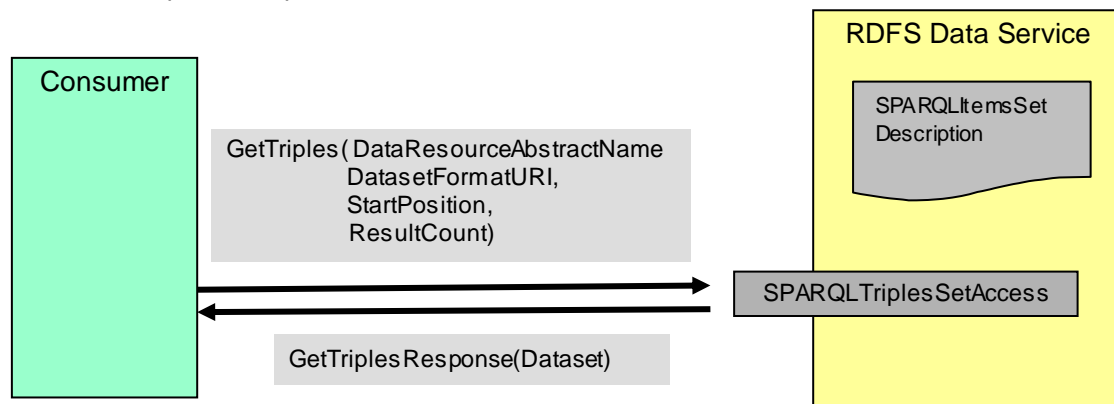 RDFS Data Service
Consumer
SPARQLItemsSet
Description
GetTriples( DataResourceAbstractName
DatasetFormatURI,
StartPosition,
ResultCount)
SPARQLTriplesSetAccess
GetTriplesResponse(Dataset)